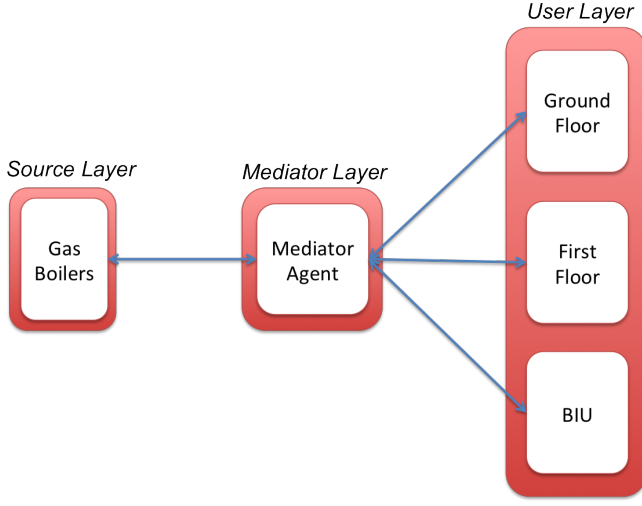 User Layer
Ground
Floor
Source Layer
Mediator Layer
Gas
Boilers
Mediator
Agent
First
Floor
BIU